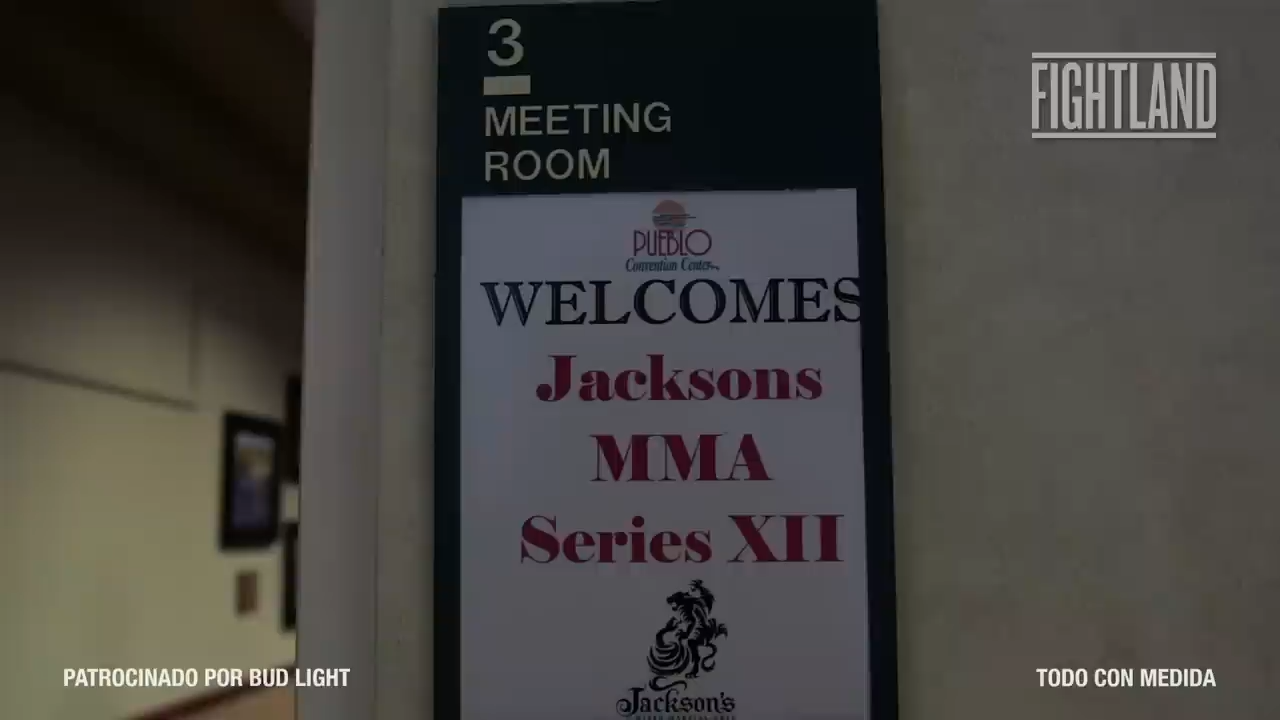 3
MEETING
ROOM
FIGHTLAND
PUEBLO
Convention Center
WELCOMES
Jacksons
MMA
Series XII
Jackson's
PATROCINADO POR BUD LIGHT
TODO CON MEDIDA